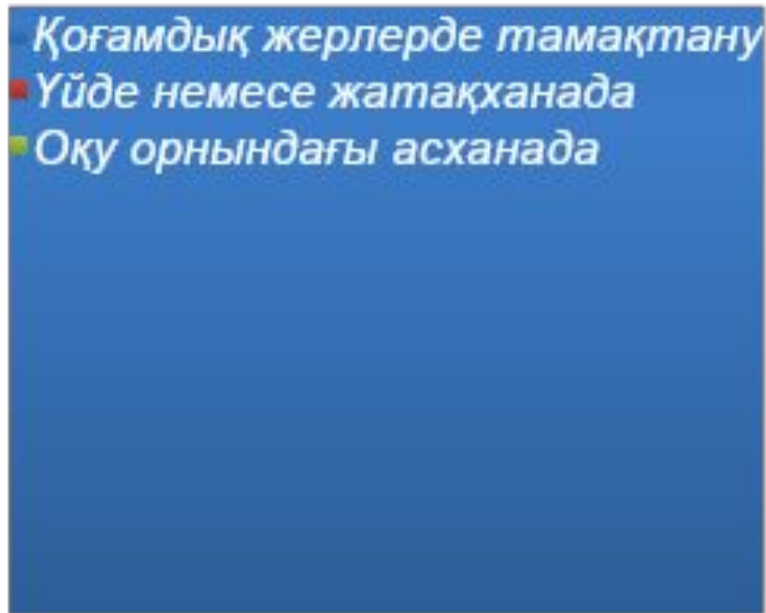 Қоғамдық жерлерде тамақтану
Үйде немесе жатақханада
Оқу орнындағы асханада